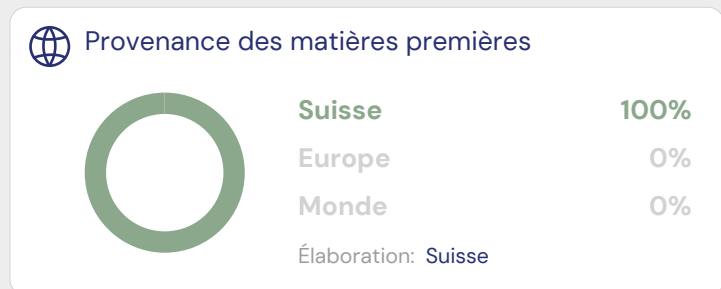 Provenance des matières premières
Suisse 100%
Europe 0%
Monde 0%
Élaboration: Suisse